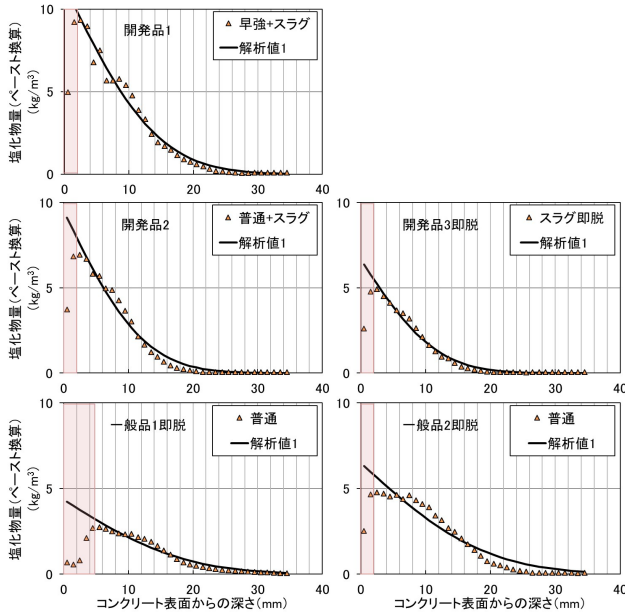 塩化物量(ペースト換算)
(kg/m³)
10
5
0
開発品1
早強+スラグ
解析値1
0 10 20 30 40
塩化物量(ペースト換算)
(kg/m³)
10
5
0
開発品2
普通+スラグ
解析値1
0 10 20 30 40
10
5
0
開発品3即脱
スラグ即脱
解析値1
0 10 20 30 40
塩化物量(ペースト換算)
(kg/m³)
10
5
0
一般品1即脱
普通
解析値1
0 10 20 30 40
コンクリート表面からの深さ(mm)
10
5
0
一般品2即脱
普通
解析値1
0 10 20 30 40
コンクリート表面からの深さ(mm)